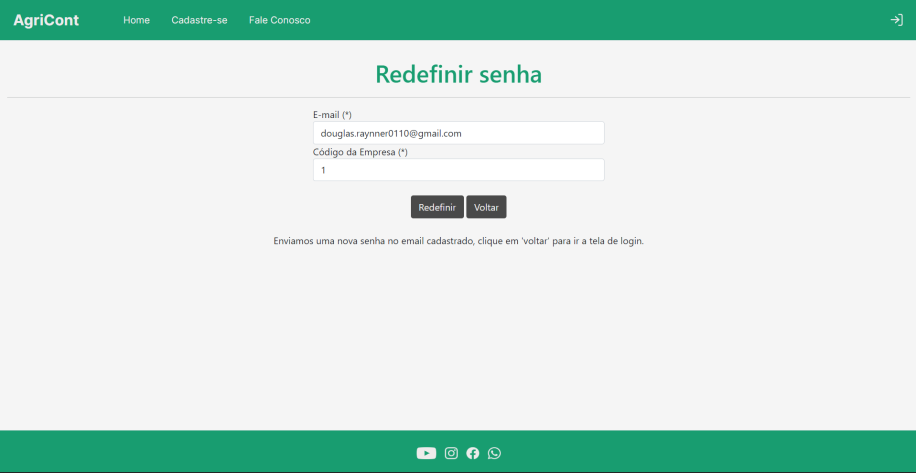 AgriCont Home Cadastre-se Fale Conosco
Redefinir senha
E-mail (*)
douglas.raynner0110@gmail.com
Código da Empresa (*)
1
Redefinir Voltar
Enviamos uma nova senha no email cadastrado, clique em 'voltar' para ir a tela de login.